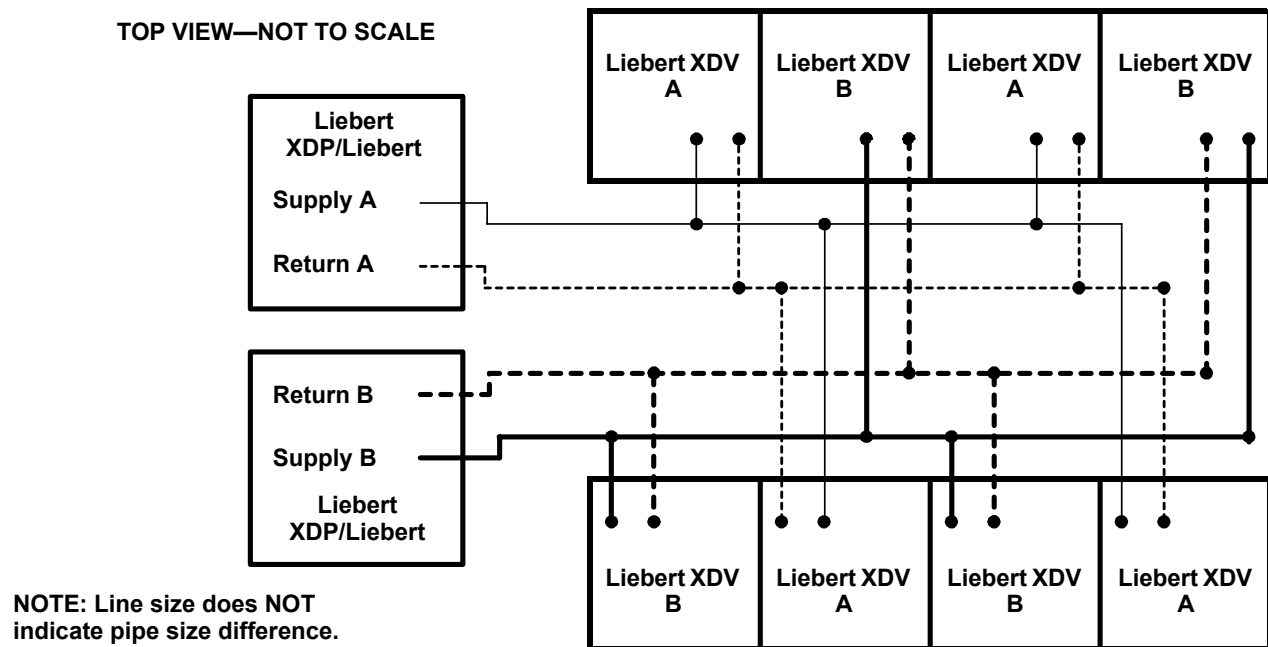 TOP VIEW—NOT TO SCALE
Liebert XDV
A
Liebert XDV
B
Liebert XDV
A
Liebert XDV
B
Liebert
XDP/Liebert
Supply A
Return A
Return B
Supply B
Liebert
XDP/Liebert
Liebert XDV
B
Liebert XDV
A
Liebert XDV
B
Liebert XDV
A
NOTE: Line size does NOT
indicate pipe size difference.